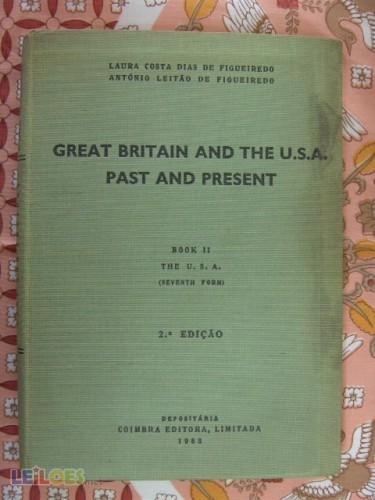 LAURA COSTA DIAS DE FIGUEIREDO
ANTÓNIO LEITÃO DE FIGUEIREDO
GREAT BRITAIN AND THE U.S.A.
PAST AND PRESENT
BOOK II
THE U. S. A.
(SEVENTH FORM)
2.ª EDIÇÃO
DEPOSITÁRIA
COIMBRA EDITORA, LIMITADA
1963
LEILOES